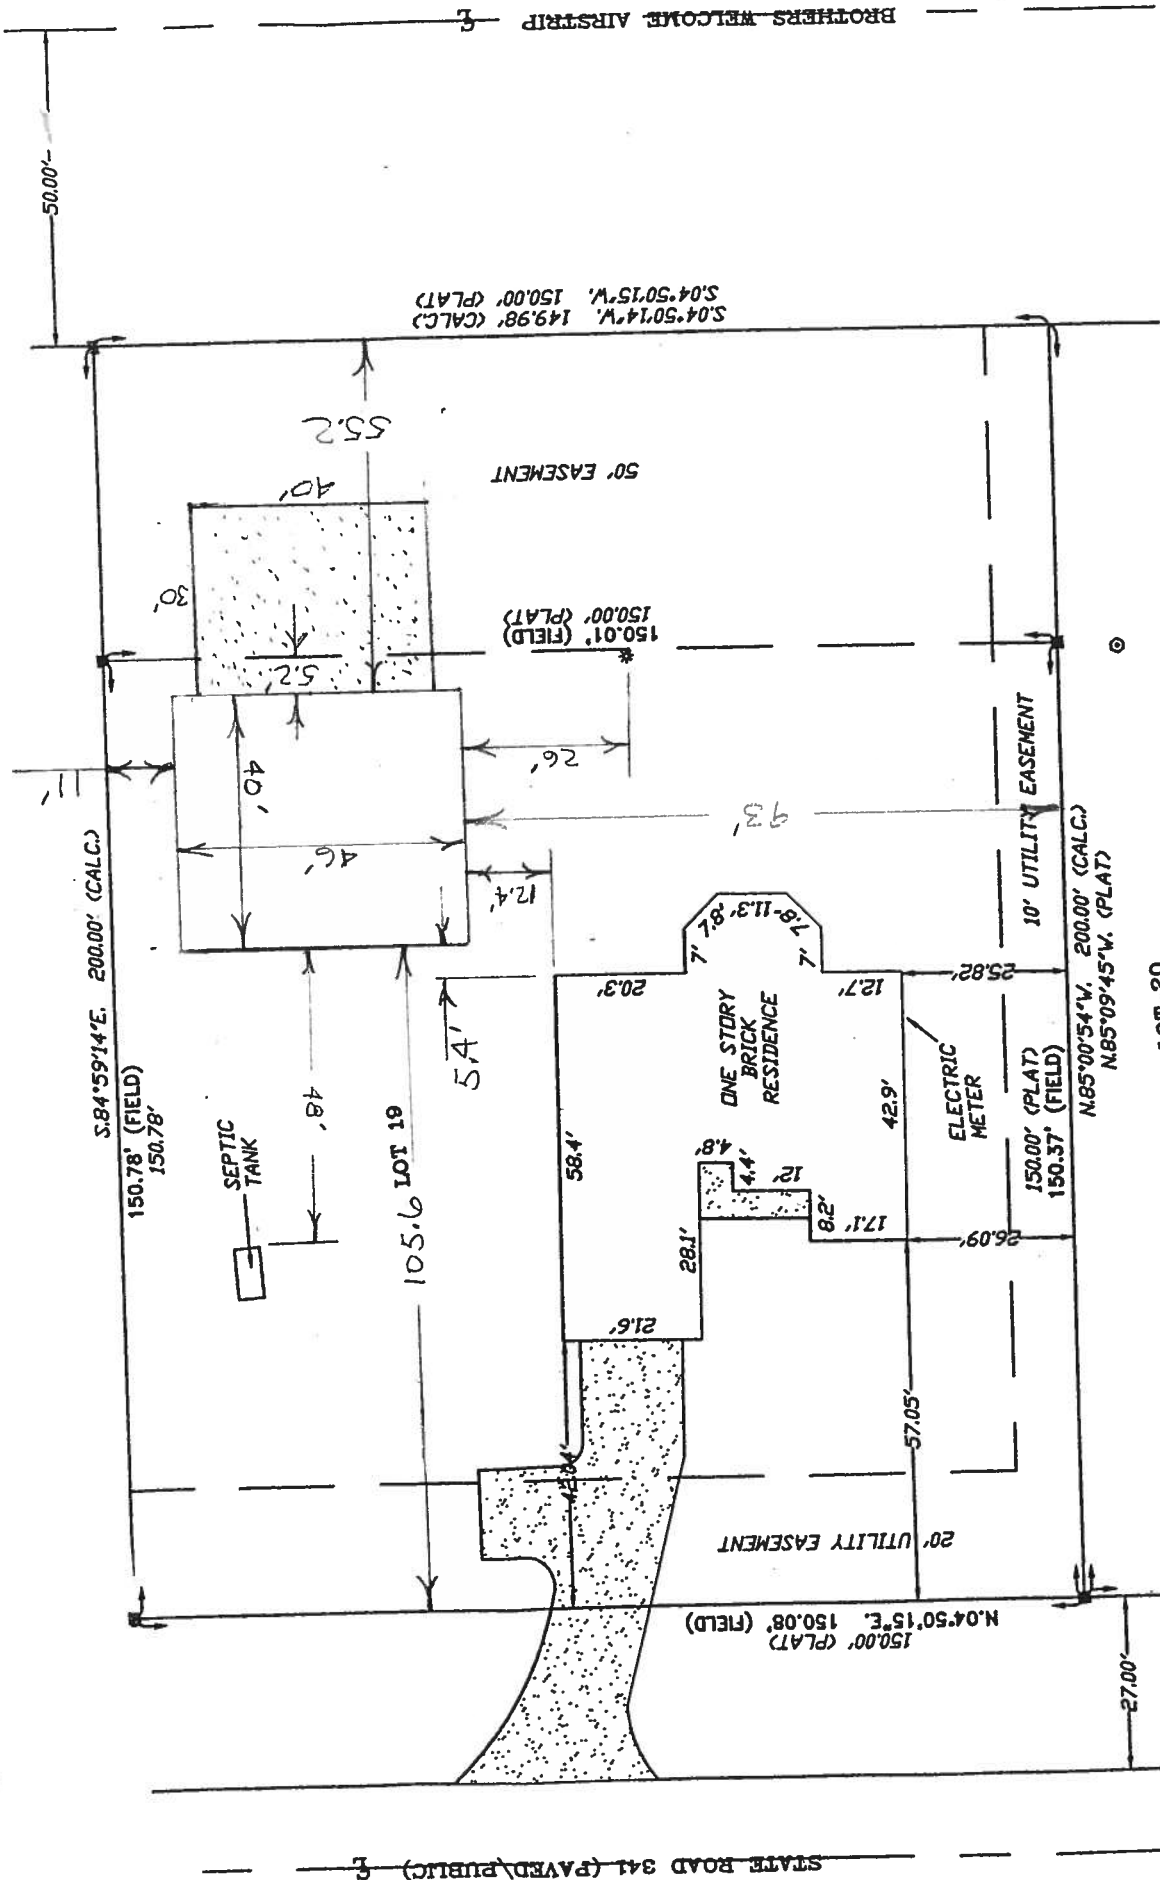 BROTHERS WELCOME AIRSTRIP ℄
50.00'
S.04°50'14"W. 149.98' (CALC.)
S.04°50'15"W. 150.00' (PLAT)
55.2
50' EASEMENT
40'
30'
150.01' (FIELD)
150.00' (PLAT)
5.2'
11'
40'
46'
26'
93'
12.4'
10' UTILITY EASEMENT
S.84°59'14"E. 200.00' (CALC.)
150.78' (FIELD)
150.78'
N.85°00'54"W. 200.00' (CALC.)
N.85°09'45"W. (PLAT)
150.00' (PLAT)
150.37' (FIELD)
48'
5.4'
SEPTIC
TANK
LOT 19
105.6
20.3'
7'
7.8'
11.3'
7.8'
7'
12.7'
25.82'
ONE STORY
BRICK
RESIDENCE
58.4'
42.9'
ELECTRIC
METER
4.8'
4.4'
12'
8.2'
17.1'
28.1'
26.09'
21.6'
57.05'
20' UTILITY EASEMENT
N.04°50'15"E. 150.08' (FIELD)
150.00' (PLAT)
27.00'
STATE ROAD 341 (PAVED/PUBLIC) ℄